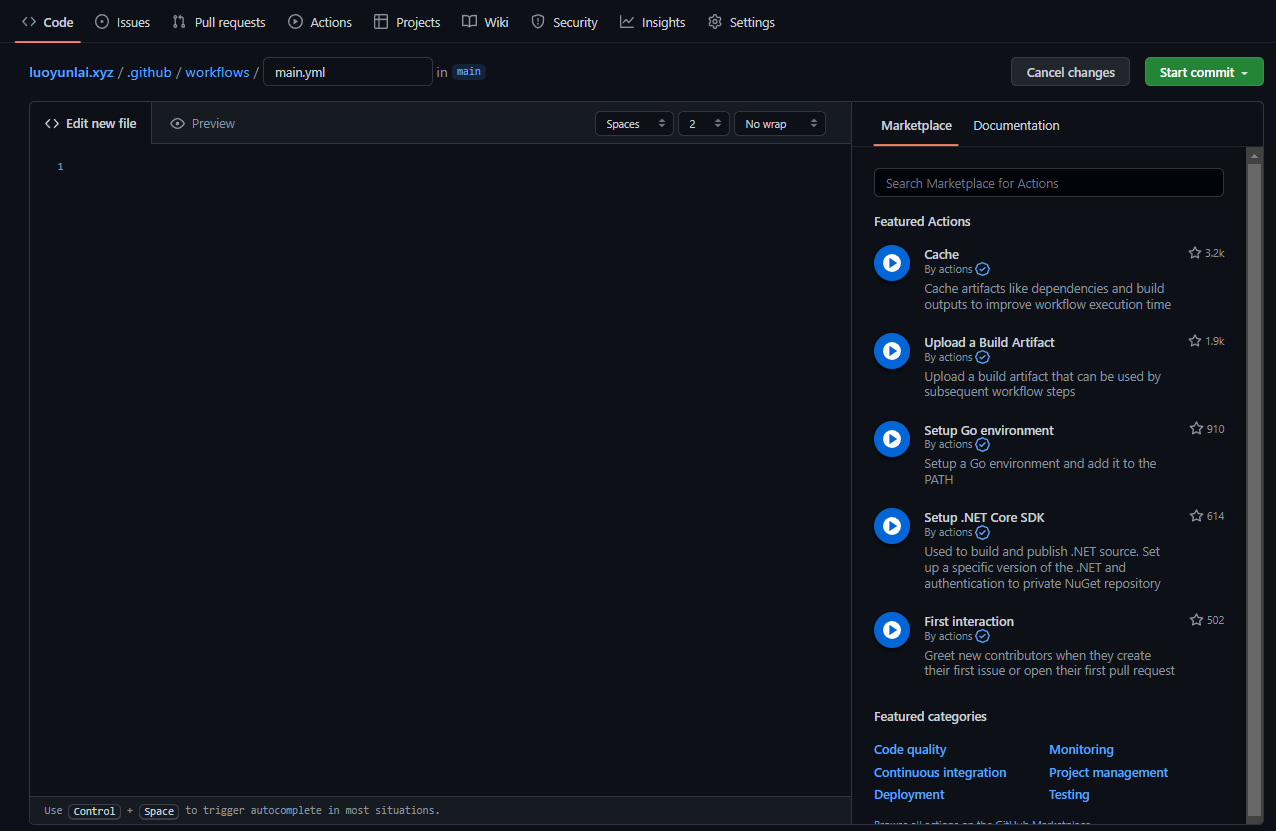 Code Issues Pull requests Actions Projects Wiki Security Insights Settings
luoyunlai.xyz / .github / workflows / main.yml in main
Cancel changes Start commit
Edit new file Preview
Spaces 2 No wrap
1
Use Control + Space to trigger autocomplete in most situations.
Marketplace Documentation
Search Marketplace for Actions
Featured Actions
Cache 3.2k
By actions
Cache artifacts like dependencies and build
outputs to improve workflow execution time
Upload a Build Artifact 1.9k
By actions
Upload a build artifact that can be used by
subsequent workflow steps
Setup Go environment 910
By actions
Setup a Go environment and add it to the
PATH
Setup .NET Core SDK 614
By actions
Used to build and publish .NET source. Set
up a specific version of the .NET and
authentication to private NuGet repository
First interaction 502
By actions
Greet new contributors when they create
their first issue or open their first pull request
Featured categories
Code quality Monitoring
Continuous integration Project management
Deployment Testing
Browse all actions on the GitHub Marketplace